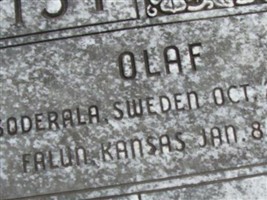 OLAF
SODERALA, SWEDEN OCT.
FALUN, KANSAS JAN. 8